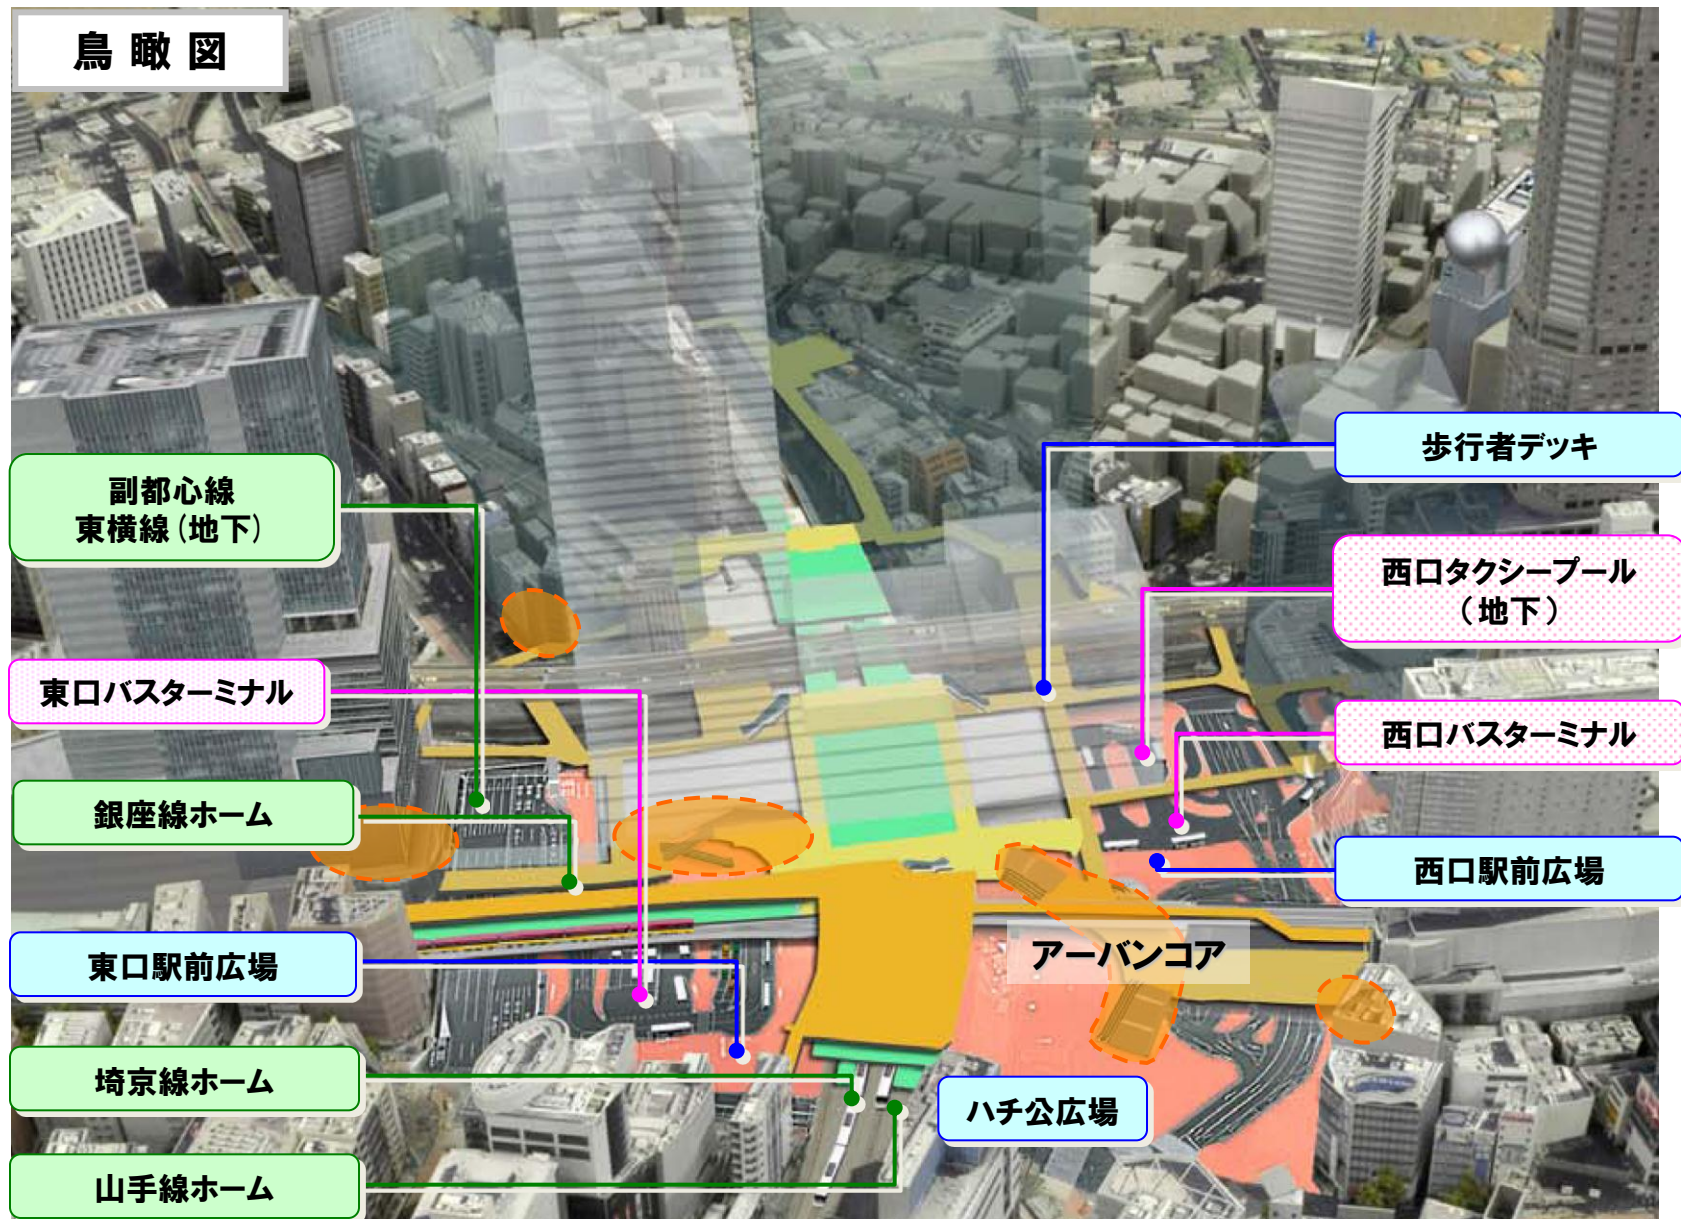 鳥瞰図
副都心線
東横線(地下)
東口バスターミナル
銀座線ホーム
東口駅前広場
埼京線ホーム
山手線ホーム
歩行者デッキ
西口タクシープール
(地下)
西口バスターミナル
西口駅前広場
アーバンコア
ハチ公広場